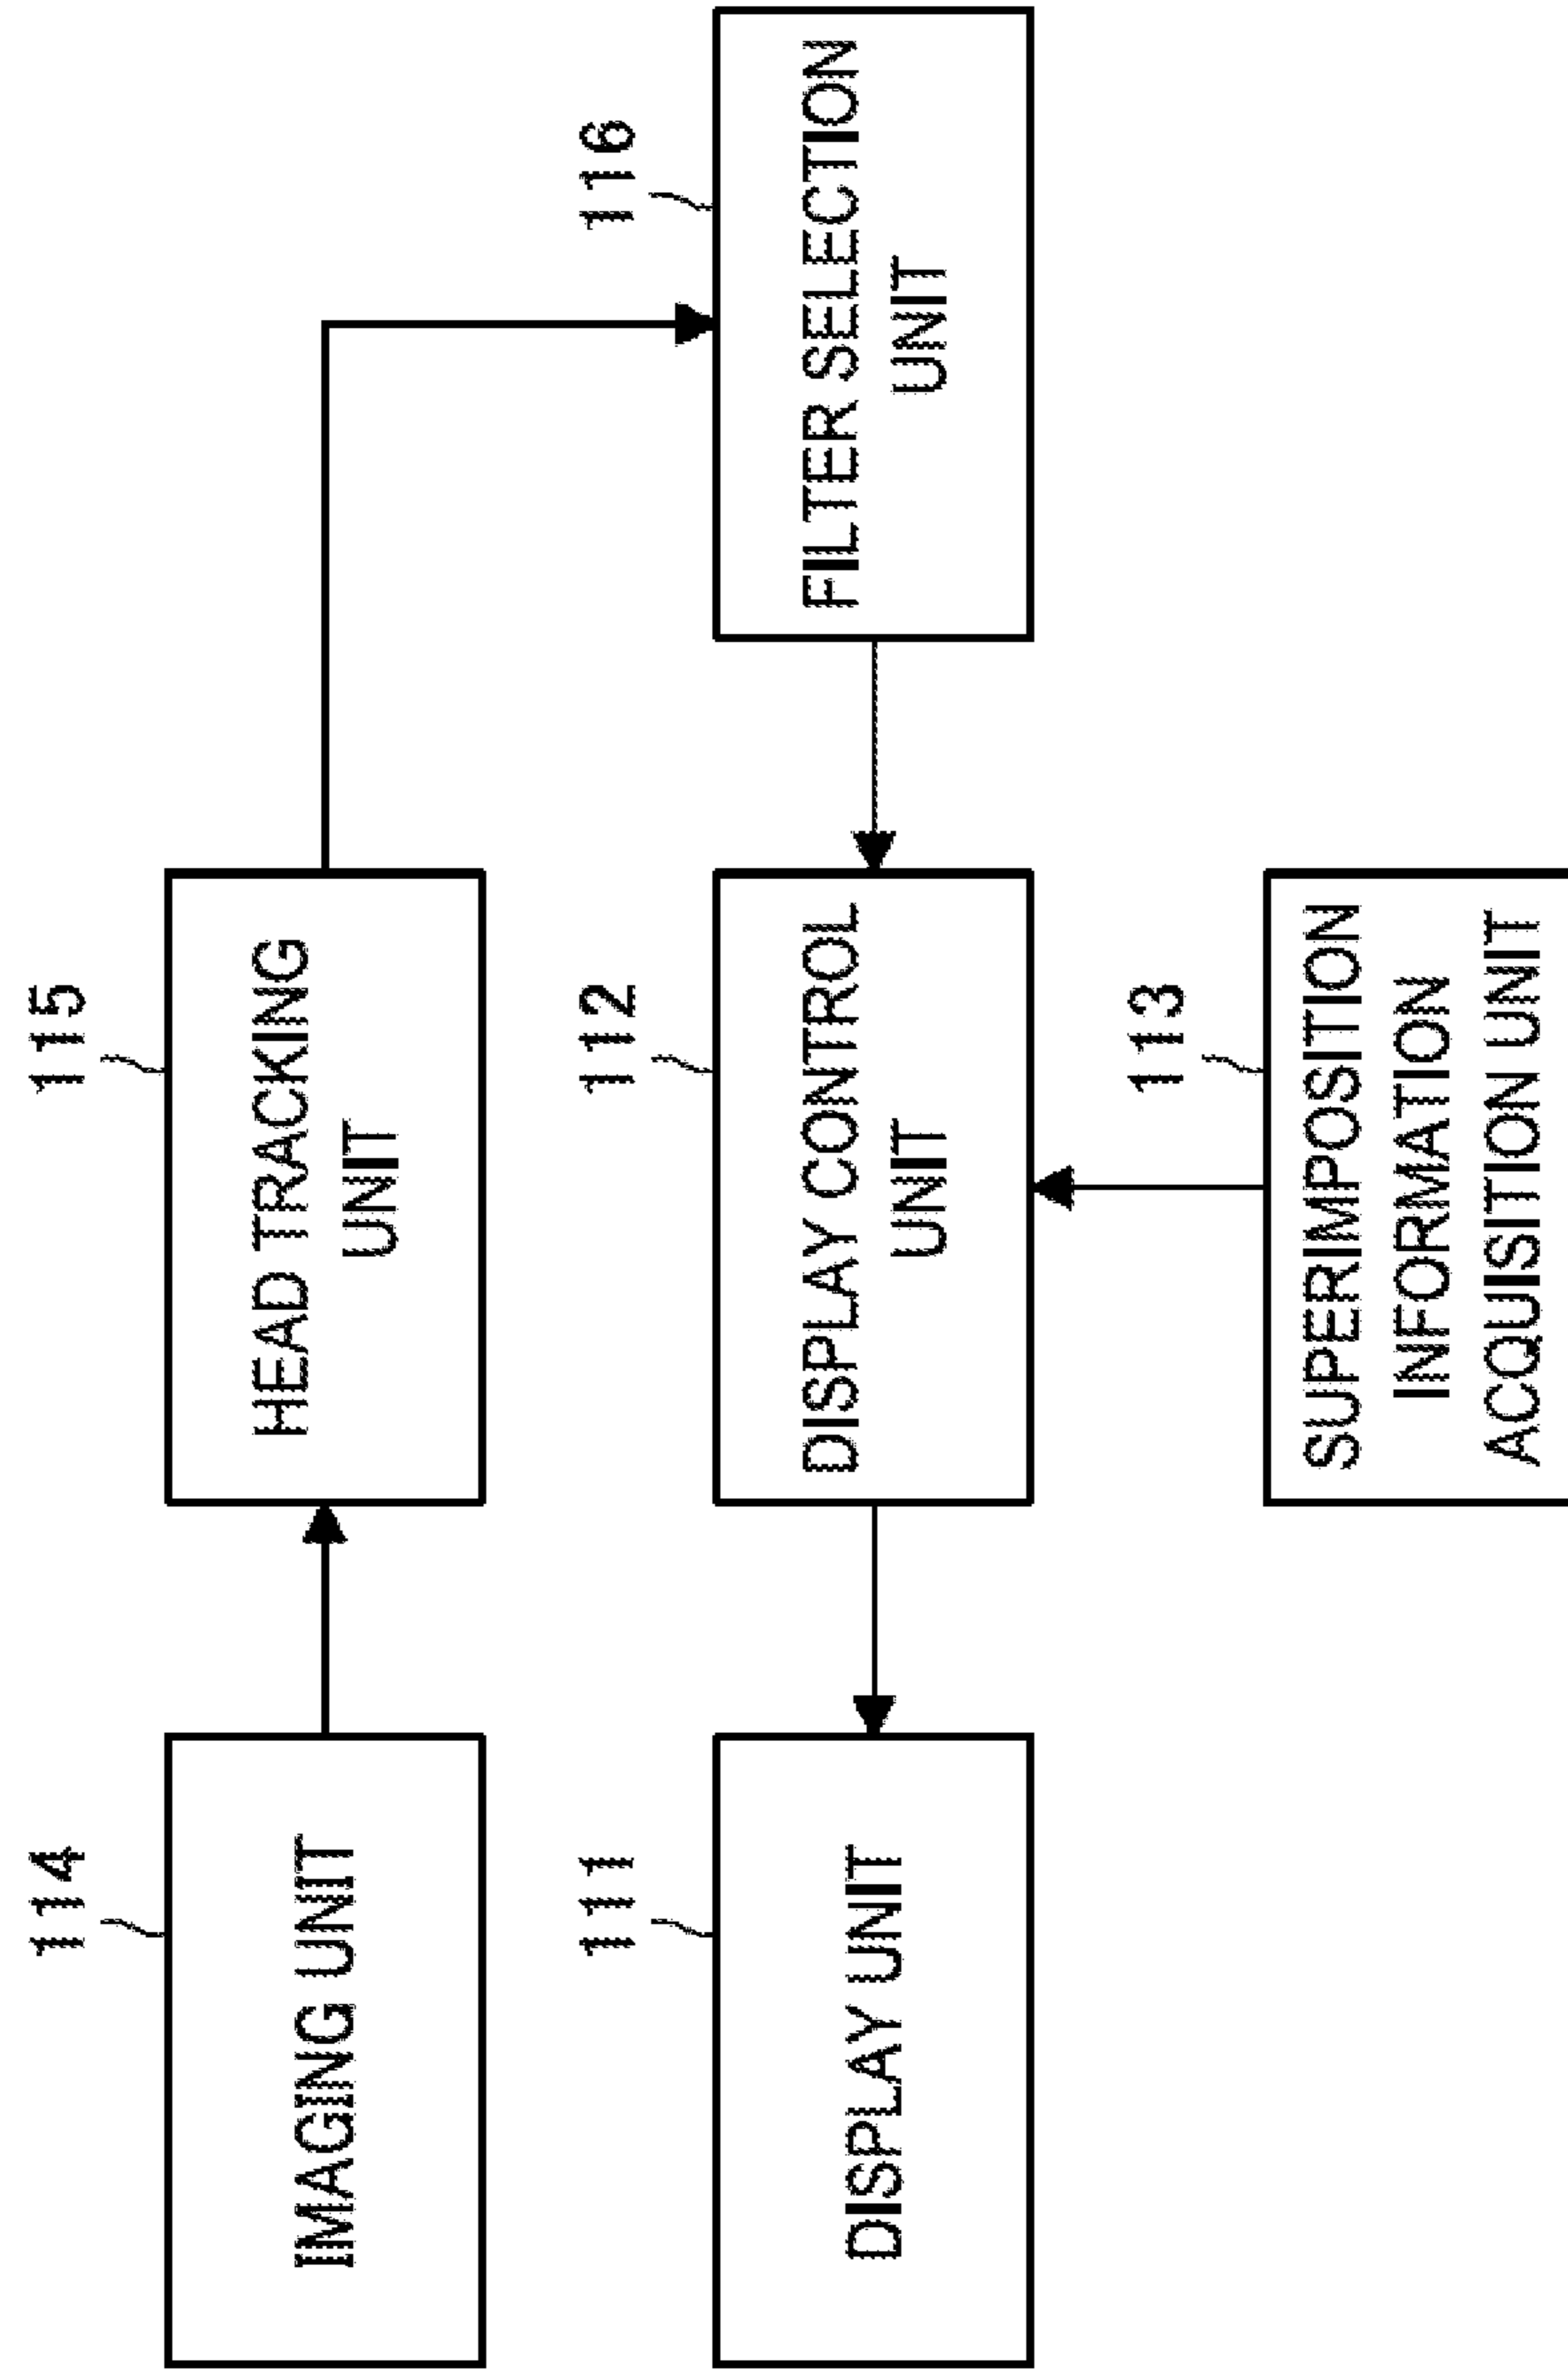 114
IMAGING UNIT
115
HEAD TRACKING
UNIT
111
DISPLAY UNIT
112
DISPLAY CONTROL
UNIT
116
FILTER SELECTION
UNIT
113
SUPERIMPOSITION
INFORMATION
ACQUISITION UNIT